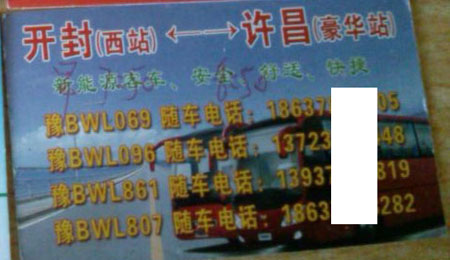 开封(西站)←→许昌(豪华站)
新能源客车、安全、舒适、快捷
豫BWL069 随车电话：18637 05
豫BWL096 随车电话：13723 48
豫BWL861 随车电话：13937 819
豫BWL807 随车电话：1863 3282